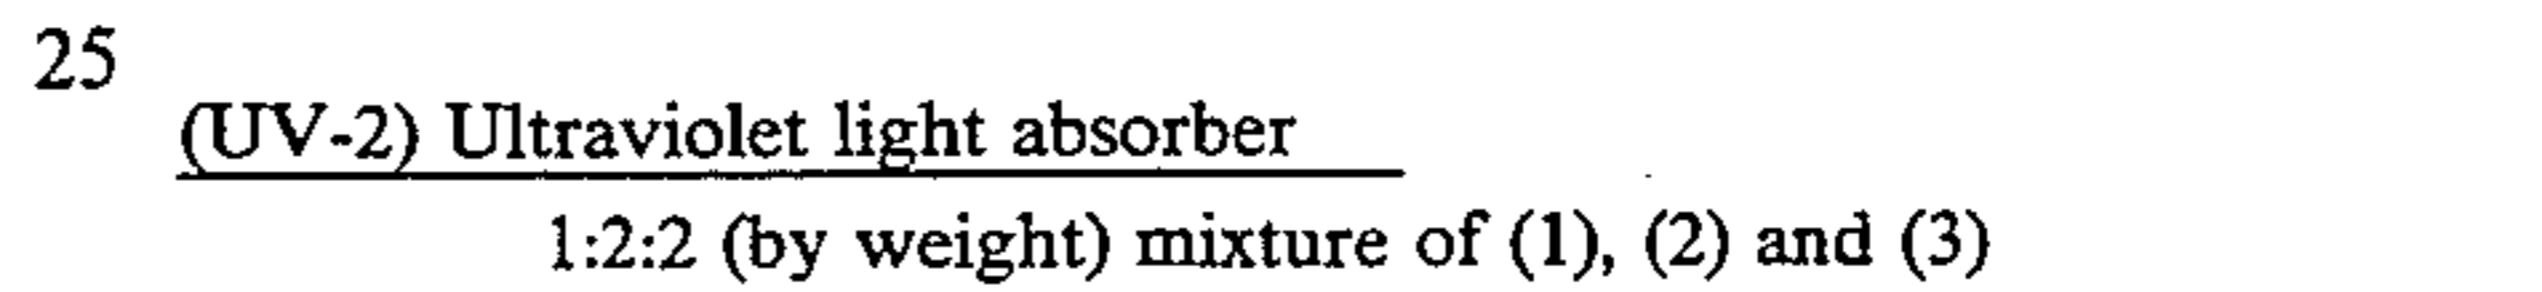 25
(UV-2) Ultraviolet light absorber
1:2:2 (by weight) mixture of (1), (2) and (3)